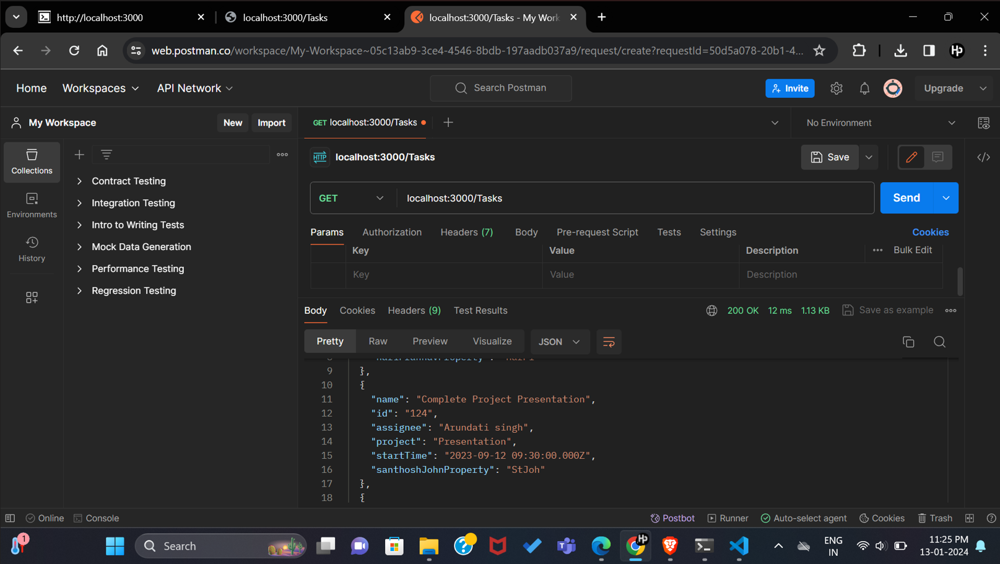 http://localhost:3000
localhost:3000/Tasks
localhost:3000/Tasks - My Work
web.postman.co/workspace/My-Workspace~05c13ab9-3ce4-4546-8bdb-197aadb037a9/request/create?requestId=50d5a078-20b1-4...
Home Workspaces API Network Search Postman Invite Upgrade
My Workspace New Import
GET localhost:3000/Tasks No Environment
Collections
Environments
History
Contract Testing
Integration Testing
Intro to Writing Tests
Mock Data Generation
Performance Testing
Regression Testing
HTTP localhost:3000/Tasks Save
GET localhost:3000/Tasks Send
Params Authorization Headers (7) Body Pre-request Script Tests Settings Cookies
Key Value Description Bulk Edit
Key Value Description
Body Cookies Headers (9) Test Results 200 OK 12 ms 1.13 KB Save as example
Pretty Raw Preview Visualize JSON
9 },
10 {
11 "name": "Complete Project Presentation",
12 "id": "124",
13 "assignee": "Arundati singh",
14 "project": "Presentation",
15 "startTime": "2023-09-12 09:30:00.000Z",
16 "santhoshJohnProperty": "StJoh"
17 },
18 {
Online Console Postbot Runner Auto-select agent Cookies Trash
1 Search ENG
IN 11:25 PM
13-01-2024